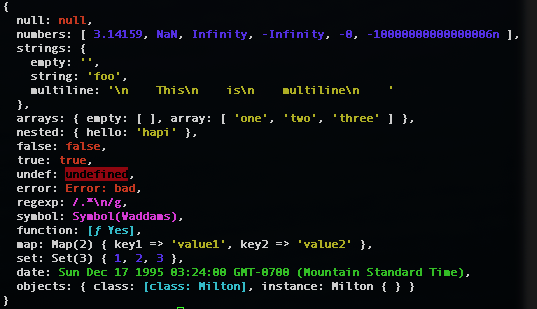 {
  null: null,
  numbers: [ 3.14159, NaN, Infinity, -Infinity, -0, -10000000000000006n ],
  strings: {
    empty: '',
    string: 'foo',
    multiline: '\n    This\n    is\n    multiline\n    '
  },
  arrays: { empty: [ ], array: [ 'one', 'two', 'three' ] },
  nested: { hello: 'hapi' },
  false: false,
  true: true,
  undef: undefined,
  error: Error: bad,
  regexp: /.*\n/g,
  symbol: Symbol(Waddams),
  function: [ƒ Yes],
  map: Map(2) { key1 => 'value1', key2 => 'value2' },
  set: Set(3) { 1, 2, 3 },
  date: Sun Dec 17 1995 03:24:00 GMT-0700 (Mountain Standard Time),
  objects: { class: [class: Milton], instance: Milton { } }
}